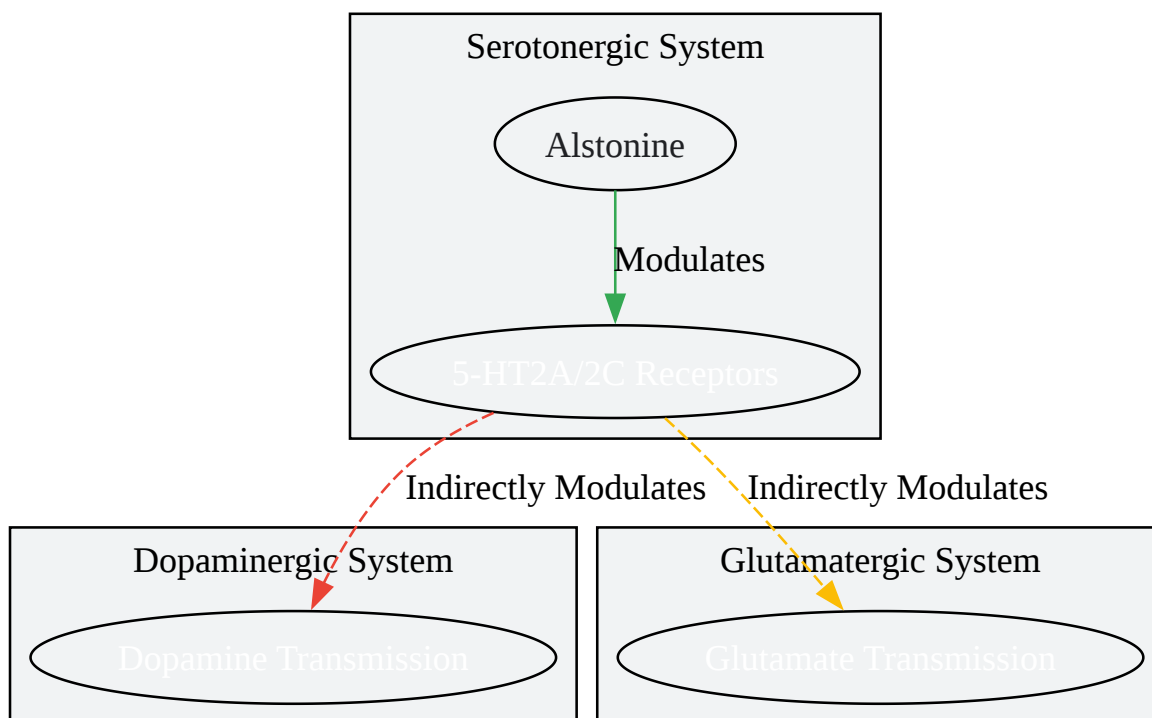 Serotonergic System
Alstonine
Modulates
5-HT2A/2C Receptors
Indirectly Modulates
Indirectly Modulates
Dopaminergic System
Glutamatergic System
Dopamine Transmission
Glutamate Transmission